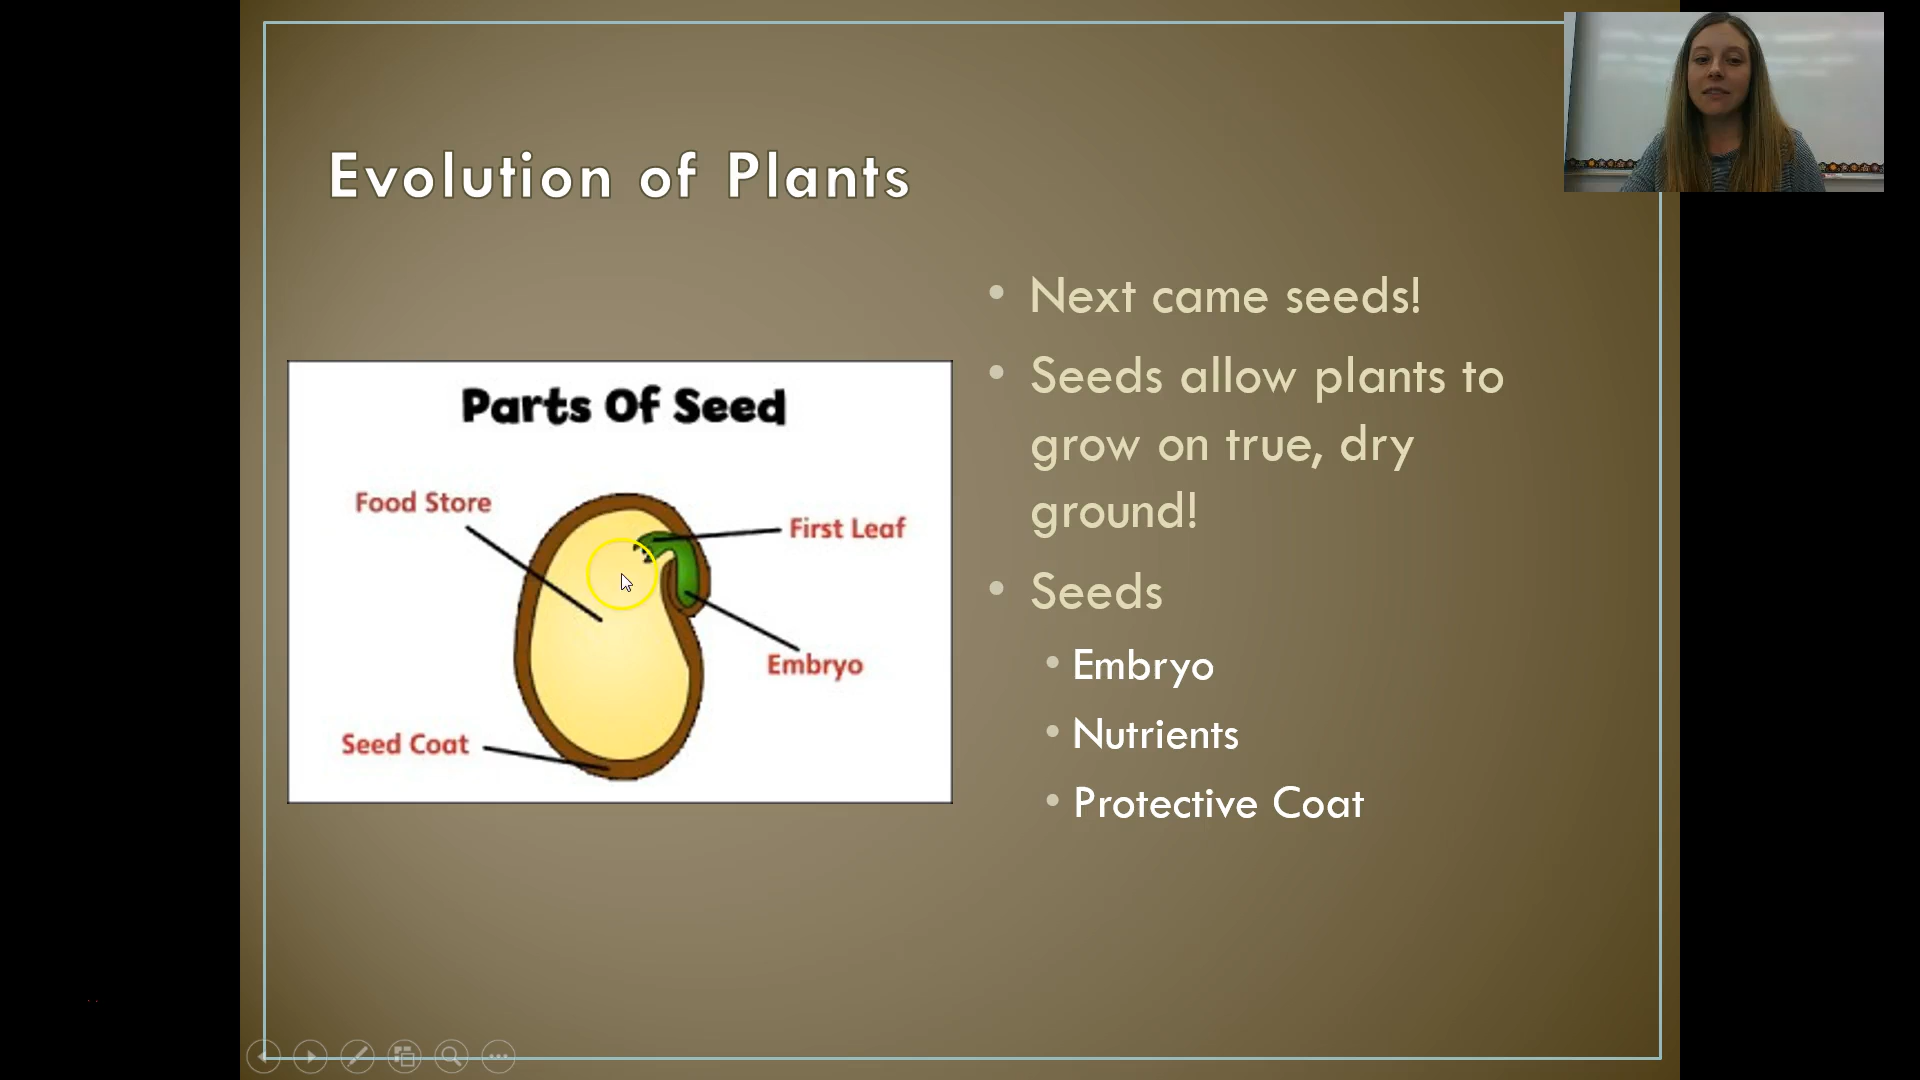 Evolution of Plants
Parts Of Seed
Food Store
First Leaf
Embryo
Seed Coat
• Next came seeds!
• Seeds allow plants to
grow on true, dry
ground!
• Seeds
• Embryo
• Nutrients
• Protective Coat